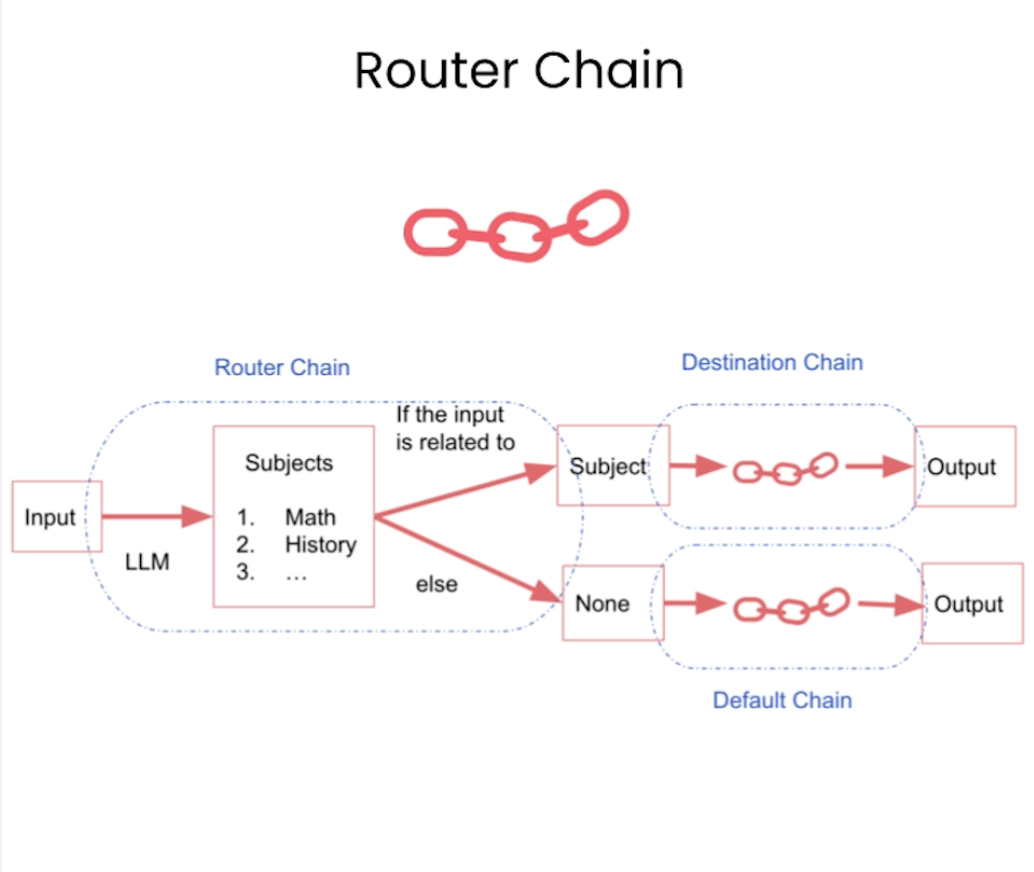 Router Chain
Router Chain
Destination Chain
If the input
is related to
Subjects
1. Math
2. History
3. ...
Input
LLM
else
Subject
Output
None
Output
Default Chain